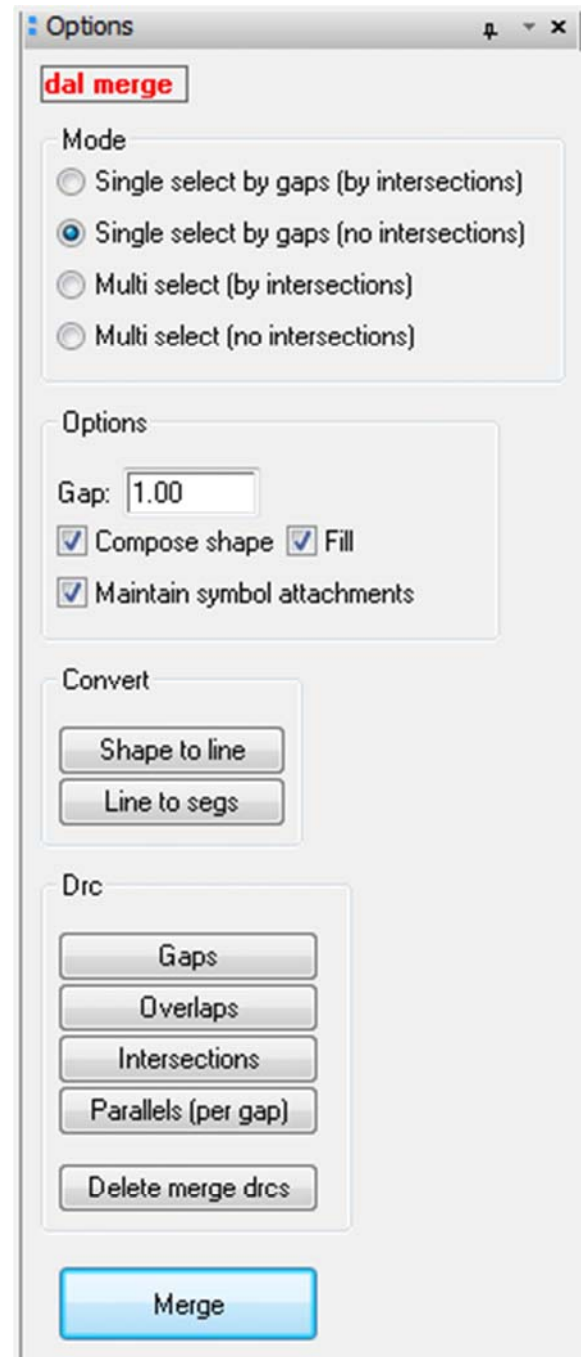 Options
dal merge
Mode
Single select by gaps (by intersections)
Single select by gaps (no intersections)
Multi select (by intersections)
Multi select (no intersections)
Options
Gap: 1.00
Compose shape Fill
Maintain symbol attachments
Convert
Shape to line
Line to segs
Drc
Gaps
Overlaps
Intersections
Parallels (per gap)
Delete merge drcs
Merge